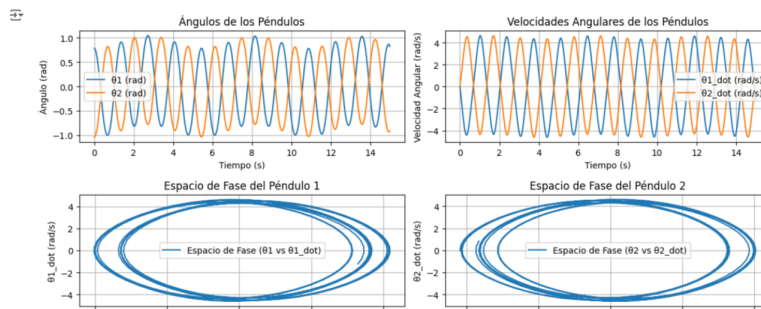 Ángulos de los Péndulos
Ángulo (rad)
1.0
0.5
0.0
−0.5
−1.0
θ1 (rad)
θ2 (rad)
0 2 4 6 8 10 12 14
Tiempo (s)
Velocidades Angulares de los Péndulos
Velocidad Angular (rad/s)
4
2
0
−2
−4
θ1_dot (rad/s)
θ2_dot (rad/s)
0 2 4 6 8 10 12 14
Tiempo (s)
Espacio de Fase del Péndulo 1
θ1_dot (rad/s)
4
2
0
−2
−4
Espacio de Fase (θ1 vs θ1_dot)
Espacio de Fase del Péndulo 2
θ2_dot (rad/s)
4
2
0
−2
−4
Espacio de Fase (θ2 vs θ2_dot)